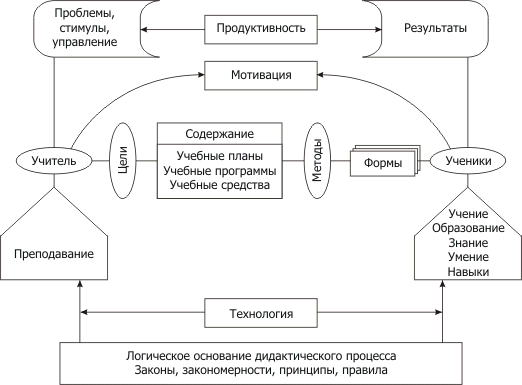 Проблемы,
стимулы,
управление
Продуктивность
Результаты
Мотивация
Учитель
Цели
Содержание
Учебные планы
Учебные программы
Учебные средства
Методы
Формы
Ученики
Преподавание
Учение
Образование
Знание
Умение
Навыки
Технология
Логическое основание дидактического процесса
Законы, закономерности, принципы, правила